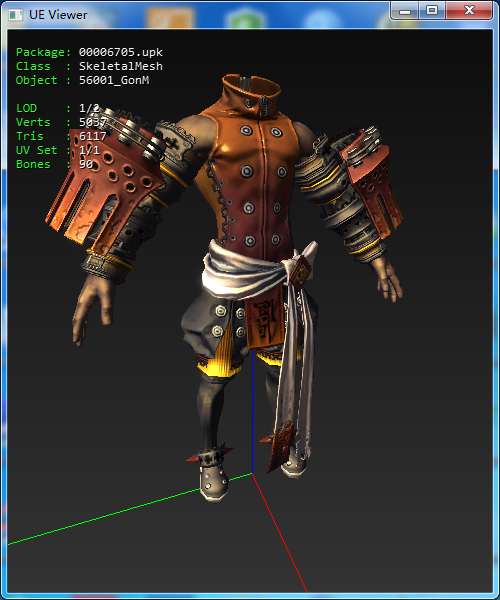 UE Viewer
Package: 00006705.upk
Class : SkeletalMesh
Object : 56001_GonM
LOD : 1/2
Verts : 5037
Tris : 6117
UV Set : 1/1
Bones : 90